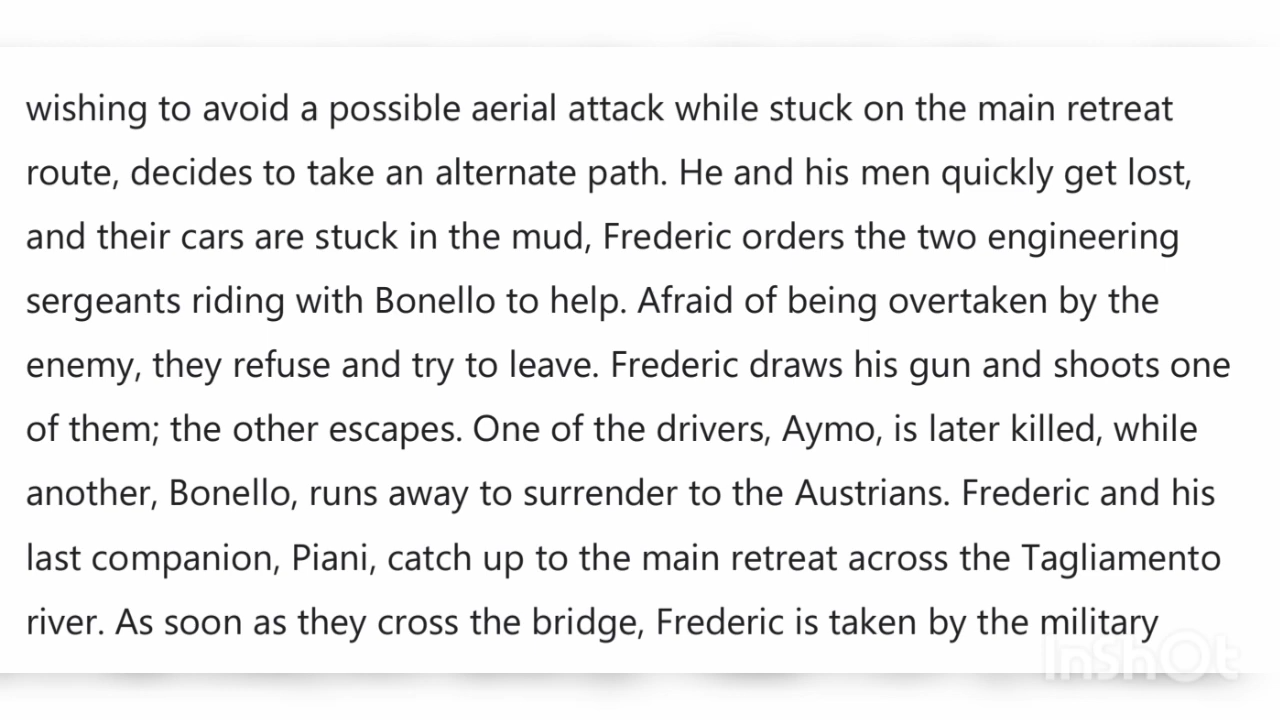 wishing to avoid a possible aerial attack while stuck on the main retreat
route, decides to take an alternate path. He and his men quickly get lost,
and their cars are stuck in the mud, Frederic orders the two engineering
sergeants riding with Bonello to help. Afraid of being overtaken by the
enemy, they refuse and try to leave. Frederic draws his gun and shoots one
of them; the other escapes. One of the drivers, Aymo, is later killed, while
another, Bonello, runs away to surrender to the Austrians. Frederic and his
last companion, Piani, catch up to the main retreat across the Tagliamento
river. As soon as they cross the bridge, Frederic is taken by the military
InShOt